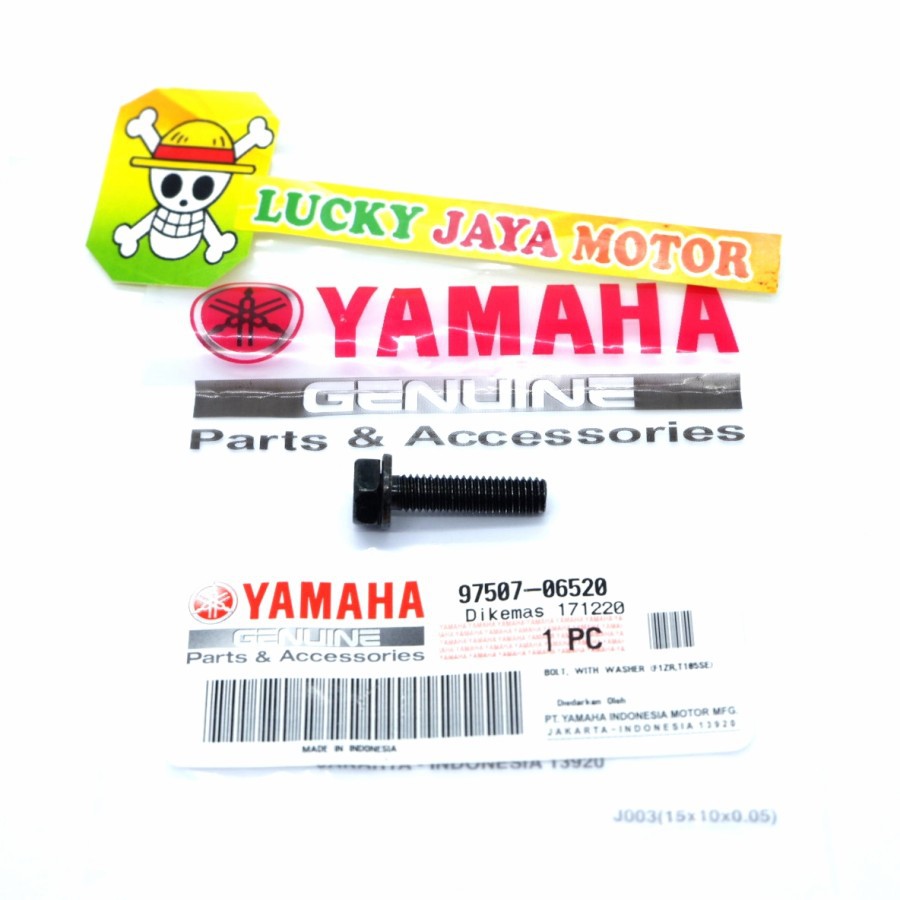 LUCKY JAYA MOTOR
YAMAHA
GENUINE
Parts & Accessories
YAMAHA
GENUINE
Parts & Accessories
97507-06520
Dikemas 171220
1 PC
BOLT, WITH WASHER (F1ZR,T105SE)
Diedarkan Oleh
PT. YAMAHA INDONESIA MOTOR MFG.
JAKARTA-INDONESIA 13920
MADE IN INDONESIA
JAKARTA - INDONESIA 13920
J003(15x10x0.05)